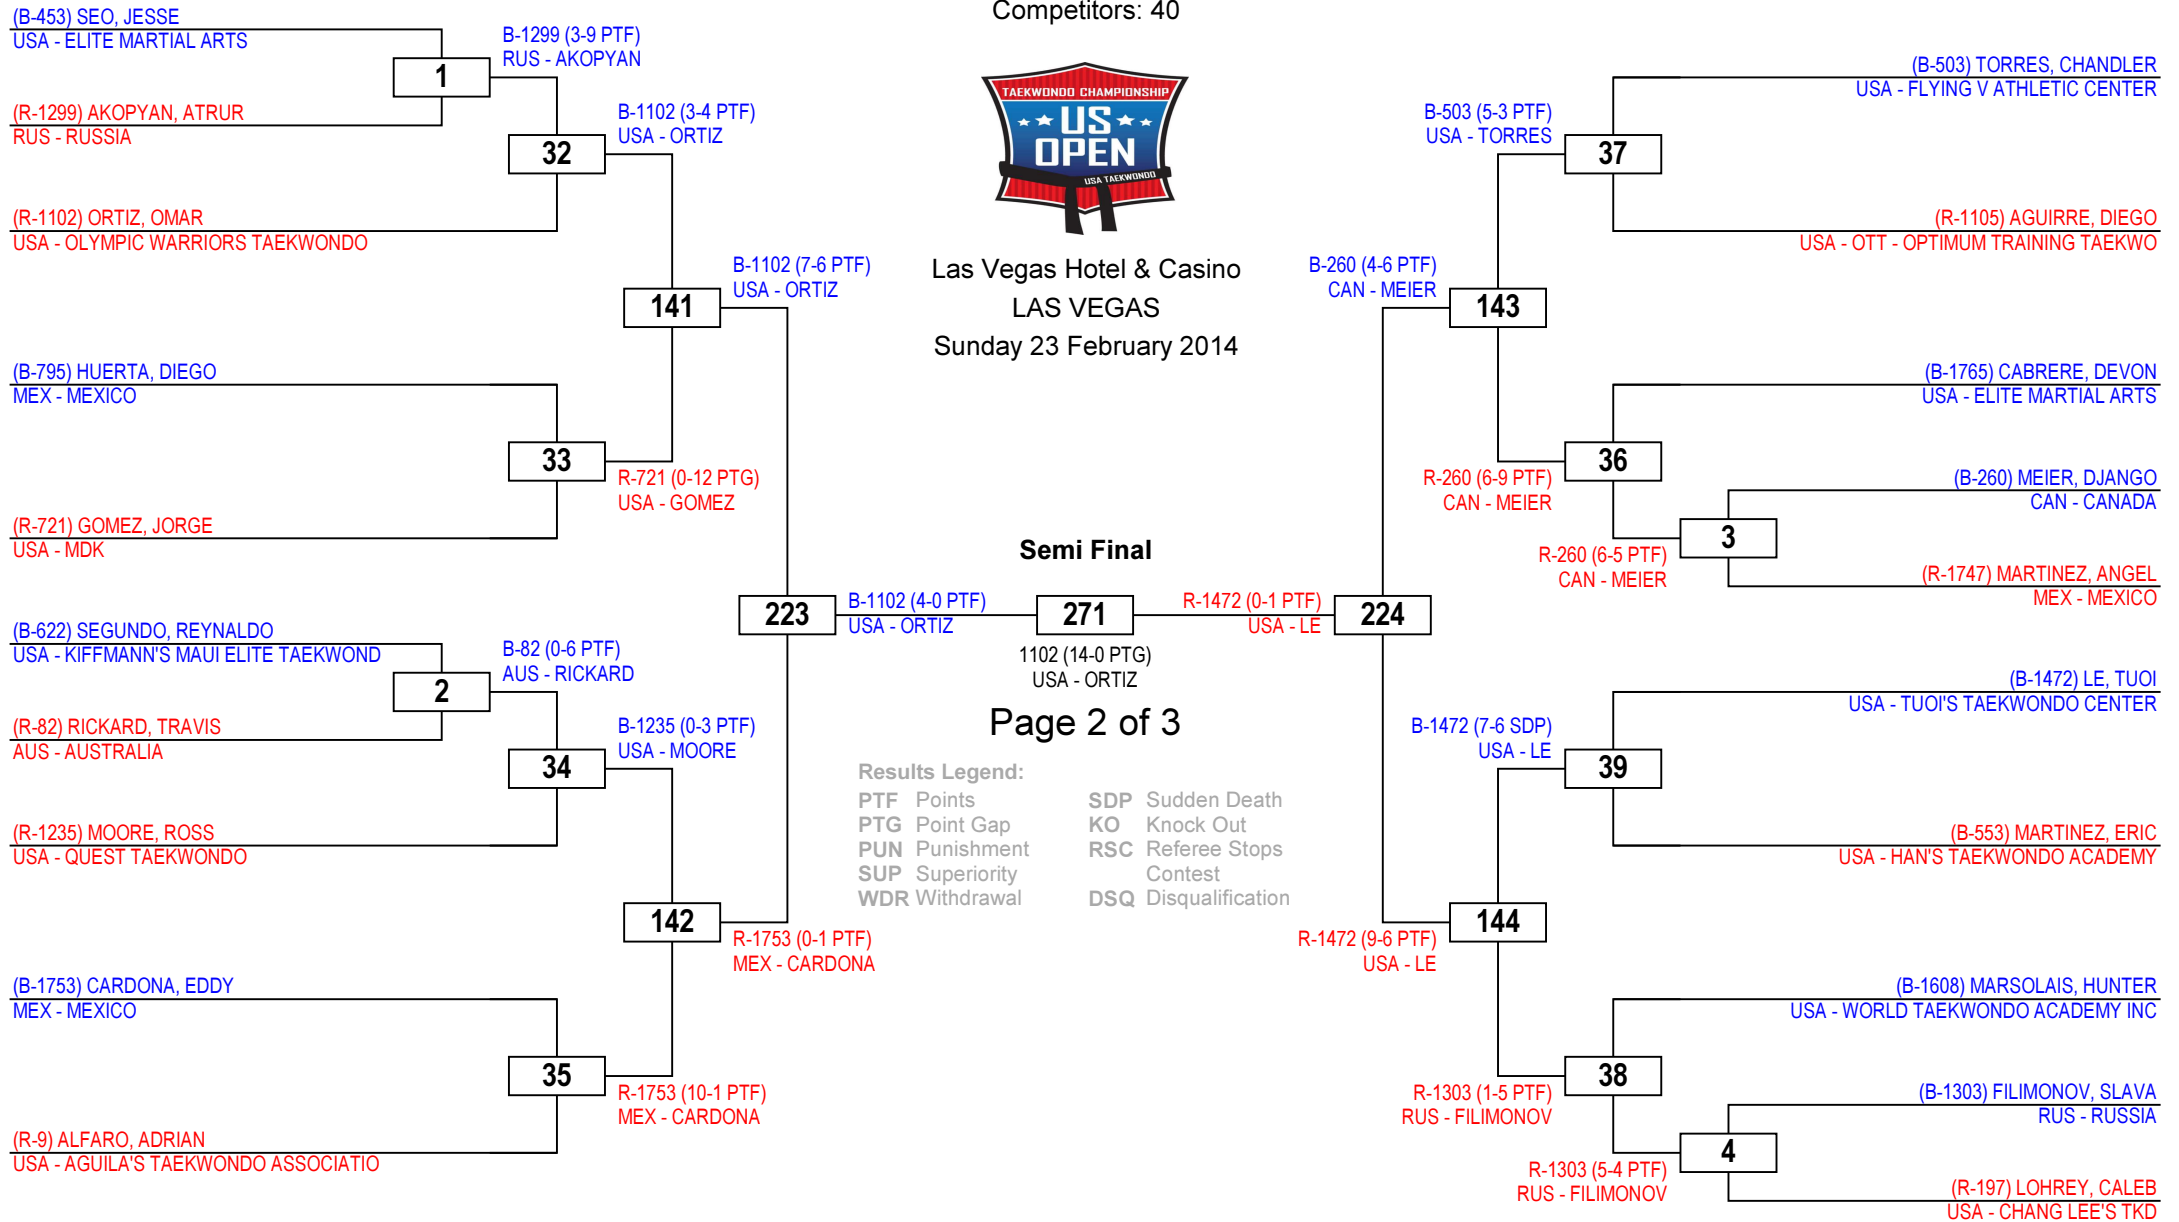 (B-453) SEO, JESSE
USA - ELITE MARTIAL ARTS
1
(R-1299) AKOPYAN, ATRUR
RUS - RUSSIA
B-1299 (3-9 PTF)
RUS - AKOPYAN
32
(R-1102) ORTIZ, OMAR
USA - OLYMPIC WARRIORS TAEKWONDO
B-1102 (3-4 PTF)
USA - ORTIZ
141
B-1102 (7-6 PTF)
USA - ORTIZ
(B-795) HUERTA, DIEGO
MEX - MEXICO
33
(R-721) GOMEZ, JORGE
USA - MDK
R-721 (0-12 PTG)
USA - GOMEZ
(B-622) SEGUNDO, REYNALDO
USA - KIFFMANN'S MAUI ELITE TAEKWOND
2
(R-82) RICKARD, TRAVIS
AUS - AUSTRALIA
B-82 (0-6 PTF)
AUS - RICKARD
34
(R-1235) MOORE, ROSS
USA - QUEST TAEKWONDO
B-1235 (0-3 PTF)
USA - MOORE
142
R-1753 (0-1 PTF)
MEX - CARDONA
(B-1753) CARDONA, EDDY
MEX - MEXICO
35
(R-9) ALFARO, ADRIAN
USA - AGUILA'S TAEKWONDO ASSOCIATIO
R-1753 (10-1 PTF)
MEX - CARDONA
223
B-1102 (4-0 PTF)
USA - ORTIZ
Competitors: 40
TAEKWONDO CHAMPIONSHIP
US
OPEN
USA TAEKWONDO
Las Vegas Hotel & Casino
LAS VEGAS
Sunday 23 February 2014
Semi Final
271
1102 (14-0 PTG)
USA - ORTIZ
Page 2 of 3
Results Legend:
PTF Points
PTG Point Gap
PUN Punishment
SUP Superiority
WDR Withdrawal
SDP Sudden Death
KO Knock Out
RSC Referee Stops
Contest
DSQ Disqualification
R-1472 (0-1 PTF)
USA - LE
224
B-260 (4-6 PTF)
CAN - MEIER
143
B-503 (5-3 PTF)
USA - TORRES
37
(B-503) TORRES, CHANDLER
USA - FLYING V ATHLETIC CENTER
(R-1105) AGUIRRE, DIEGO
USA - OTT - OPTIMUM TRAINING TAEKWO
(B-1765) CABRERE, DEVON
USA - ELITE MARTIAL ARTS
36
R-260 (6-9 PTF)
CAN - MEIER
(B-260) MEIER, DJANGO
CAN - CANADA
3
R-260 (6-5 PTF)
CAN - MEIER
(R-1747) MARTINEZ, ANGEL
MEX - MEXICO
(B-1472) LE, TUOI
USA - TUOI'S TAEKWONDO CENTER
B-1472 (7-6 SDP)
USA - LE
39
(B-553) MARTINEZ, ERIC
USA - HAN'S TAEKWONDO ACADEMY
144
R-1472 (9-6 PTF)
USA - LE
(B-1608) MARSOLAIS, HUNTER
USA - WORLD TAEKWONDO ACADEMY INC
38
R-1303 (1-5 PTF)
RUS - FILIMONOV
(B-1303) FILIMONOV, SLAVA
RUS - RUSSIA
4
R-1303 (5-4 PTF)
RUS - FILIMONOV
(R-197) LOHREY, CALEB
USA - CHANG LEE'S TKD